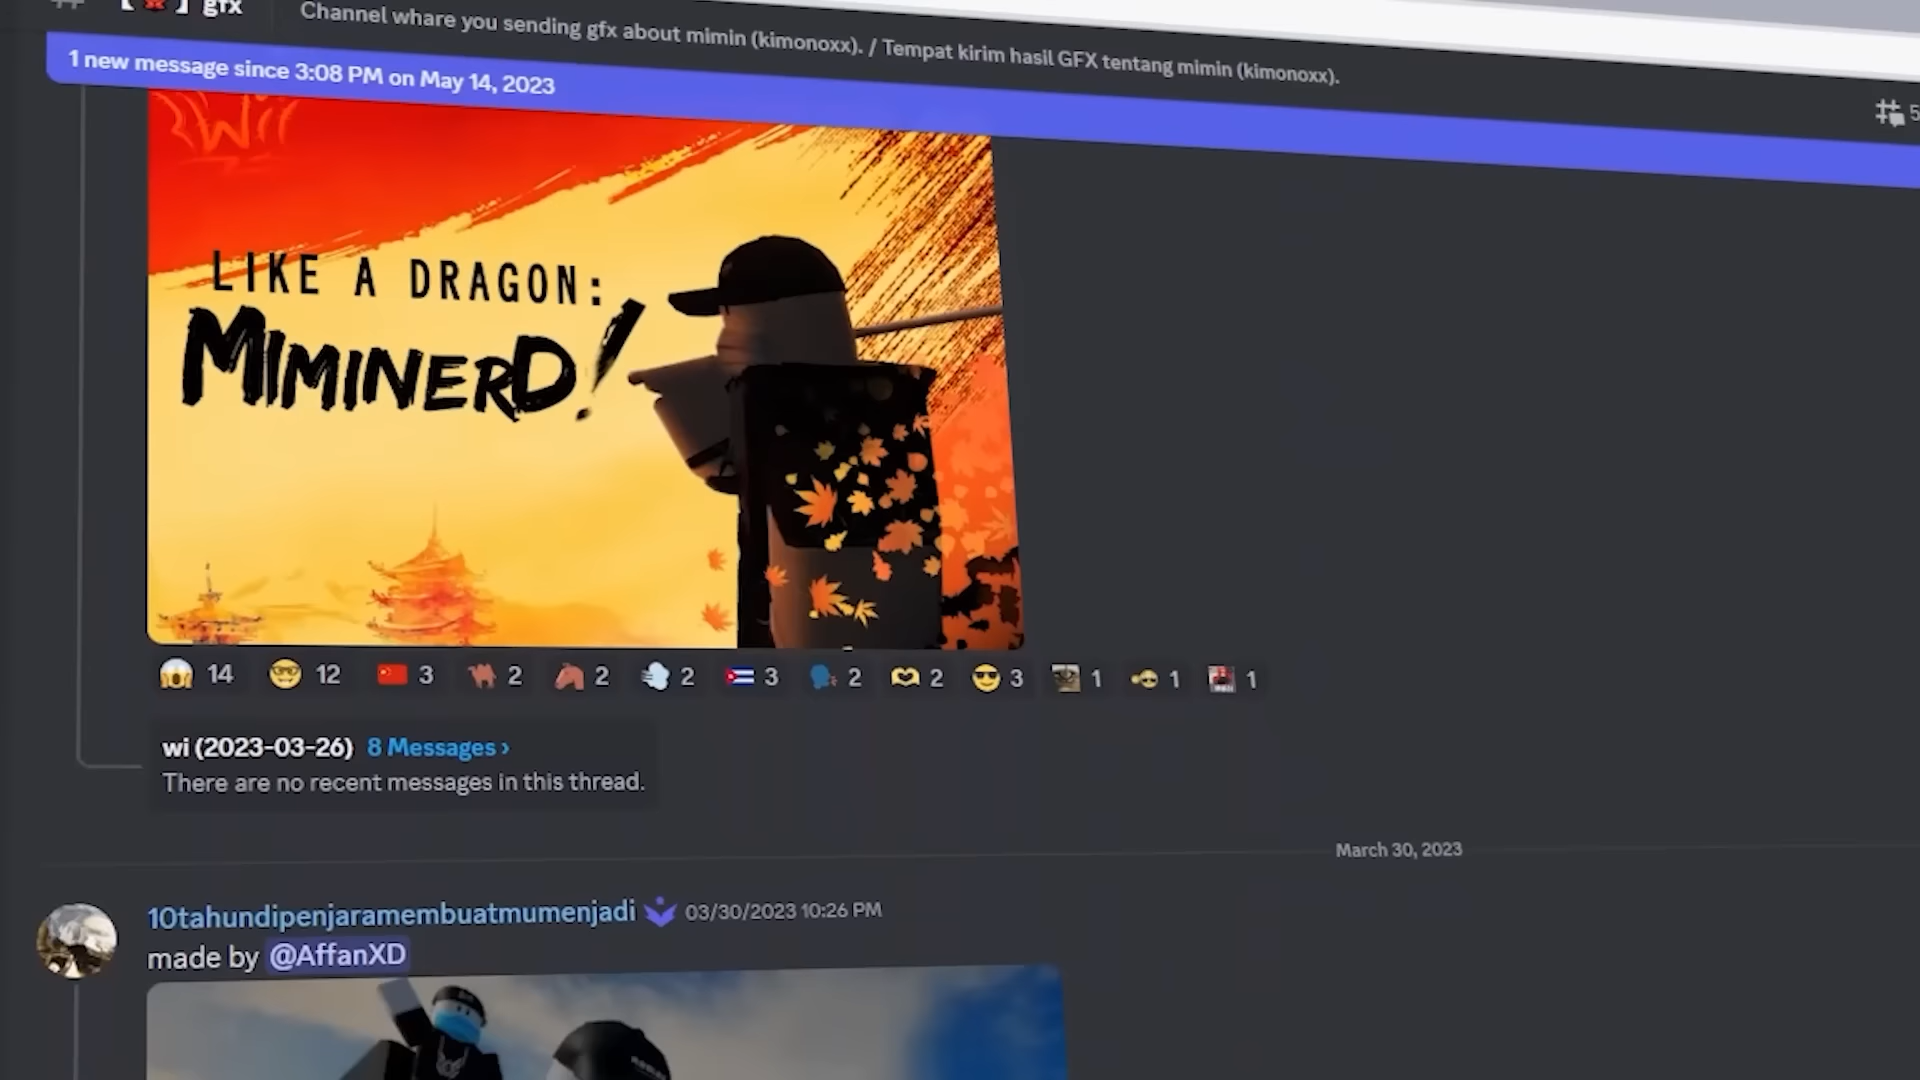 gfx
Channel whare you sending gfx about mimin (kimonoxx). / Tempat kirim hasil GFX tentang mimin (kimonoxx).
1 new message since 3:08 PM on May 14, 2023
5
Wii
LIKE A DRAGON:
MIMINERD!
14 12 3 2 2 2 3 2 2 3 1 1 1
wi (2023-03-26) 8 Messages ›
There are no recent messages in this thread.
March 30, 2023
10tahundipenjaramembuatmumenjadi 03/30/2023 10:26 PM
made by @AffanXD